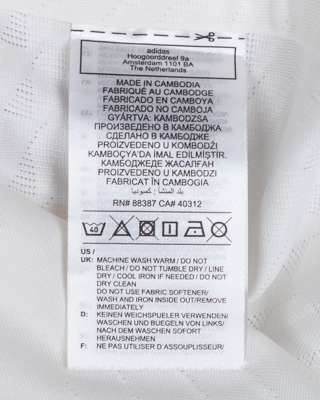 adidas
Hoogoorddreef 9a
Amsterdam 1101 BA
The Netherlands
MADE IN CAMBODIA
FABRIQUÉ AU CAMBODGE
FABRICADO EN CAMBOYA
FABRICADO NO CAMBOJA
GYÁRTVA: KAMBODZSA
ПРОИЗВЕДЕНО В КАМБОДЖА
СДЕЛАНО В КАМБОДЖЕ
PROIZVEDENO U KOMBODŽI
KAMBOÇYA'DA İMAL EDİLMİŞTİR.
КАМБОДЖЕДЕ ЖАСАЛҒАН
PROIZVEDENO U KAMBODŽI
FABRICAT ÎN CAMBOGIA
بلد المنشأ: كمبوديا
RN# 88387 CA# 40312
40
US /
UK: MACHINE WASH WARM / DO NOT
BLEACH / DO NOT TUMBLE DRY / LINE
DRY / COOL IRON IF NEEDED / DO NOT
DRY CLEAN
DO NOT USE FABRIC SOFTENER/
WASH AND IRON INSIDE OUT/REMOVE
IMMEDIATELY
D: KEINEN WEICHSPUELER VERWENDEN/
WASCHEN UND BUEGELN VON LINKS/
NACH DEM WASCHEN SOFORT
HERAUSNEHMEN
F: NE PAS UTILISER D'ASSOUPLISSEUR/